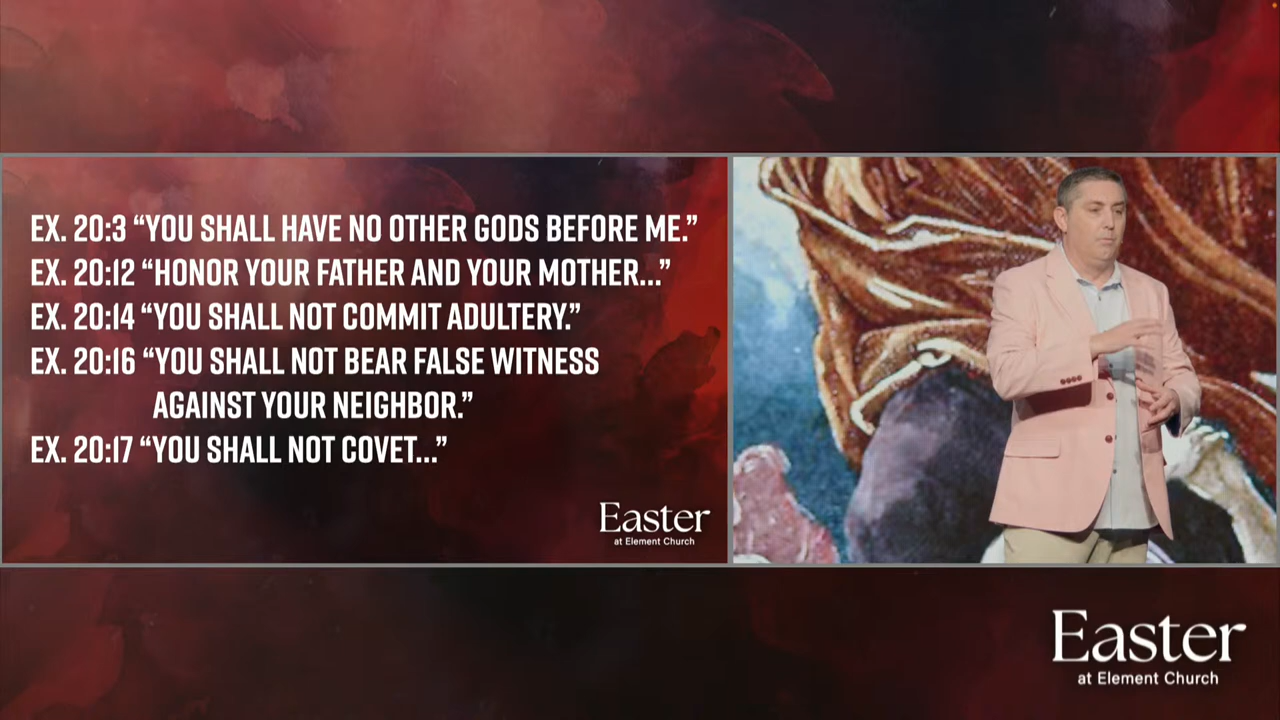 EX. 20:3 “YOU SHALL HAVE NO OTHER GODS BEFORE ME.”
EX. 20:12 “HONOR YOUR FATHER AND YOUR MOTHER...”
EX. 20:14 “YOU SHALL NOT COMMIT ADULTERY.”
EX. 20:16 “YOU SHALL NOT BEAR FALSE WITNESS
AGAINST YOUR NEIGHBOR.”
EX. 20:17 “YOU SHALL NOT COVET...”
Easter
at Element Church
Easter
at Element Church